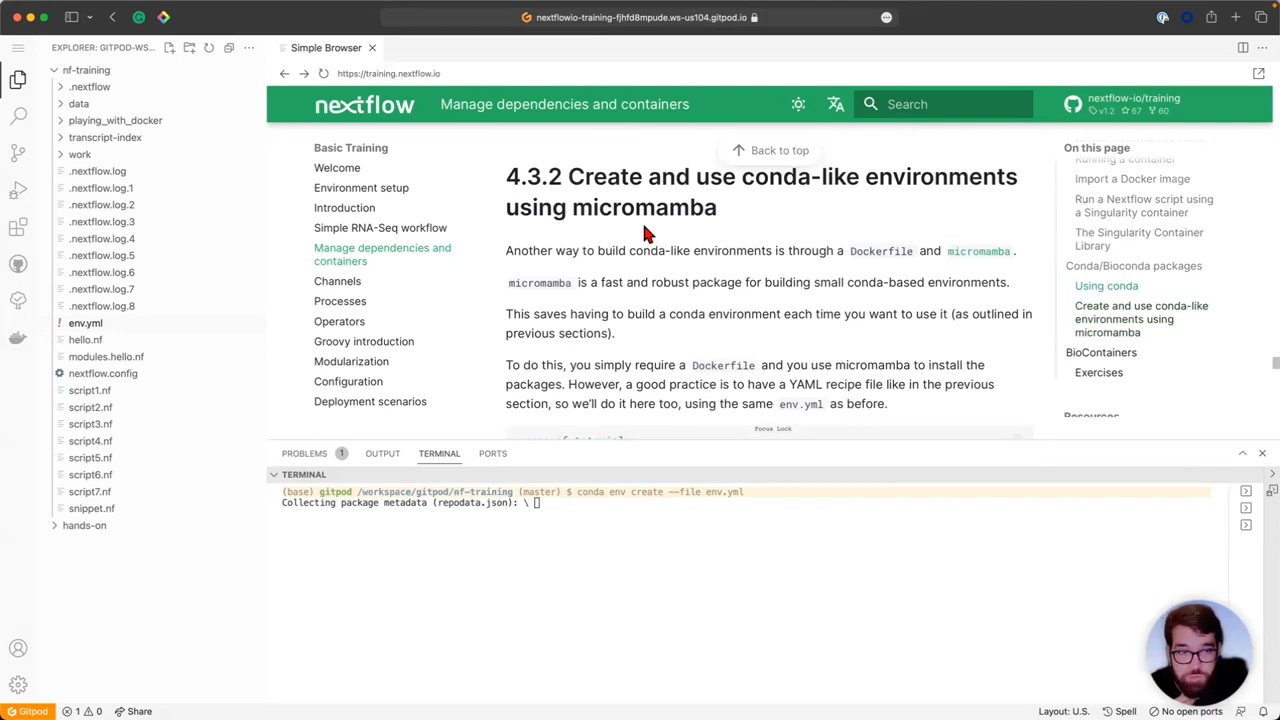 nextflowio-training-fjhfd8mpude.ws-us104.gitpod.io
EXPLORER: GITPOD-WS...
nf-training
.nextflow
data
playing_with_docker
transcript-index
work
.nextflow.log
.nextflow.log.1
.nextflow.log.2
.nextflow.log.3
.nextflow.log.4
.nextflow.log.5
.nextflow.log.6
.nextflow.log.7
.nextflow.log.8
! env.yml
hello.nf
modules.hello.nf
nextflow.config
script1.nf
script2.nf
script3.nf
script4.nf
script5.nf
script6.nf
script7.nf
snippet.nf
hands-on
Simple Browser
https://training.nextflow.io
nextflow
Manage dependencies and containers
Search
nextflow-io/training
v1.2 67 60
Basic Training
Welcome
Environment setup
Introduction
Simple RNA-Seq workflow
Manage dependencies and
containers
Channels
Processes
Operators
Groovy introduction
Modularization
Configuration
Deployment scenarios
Back to top
4.3.2 Create and use conda-like environments
using micromamba
Another way to build conda-like environments is through a Dockerfile and micromamba .
micromamba is a fast and robust package for building small conda-based environments.
This saves having to build a conda environment each time you want to use it (as outlined in
previous sections).
To do this, you simply require a Dockerfile and you use micromamba to install the
packages. However, a good practice is to have a YAML recipe file like in the previous
section, so we'll do it here too, using the same env.yml as before.
Focus Lock
On this page
Running a container
Import a Docker image
Run a Nextflow script using
a Singularity container
The Singularity Container
Library
Conda/Bioconda packages
Using conda
Create and use conda-like
environments using
micromamba
BioContainers
Exercises
Resources
PROBLEMS 1 OUTPUT TERMINAL PORTS
TERMINAL
(base) gitpod /workspace/gitpod/nf-training (master) $ conda env create --file env.yml
Collecting package metadata (repodata.json): \
Gitpod 1 0 Share
Layout: U.S. Spell No open ports